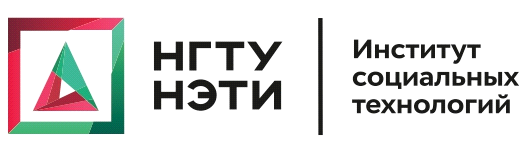 НГТУ
НЭТИ
Институт
социальных
технологий